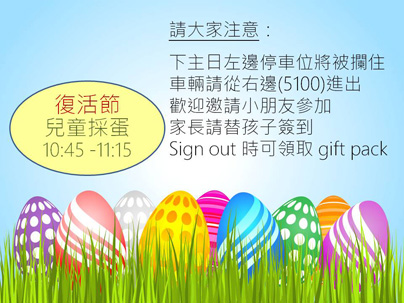 請大家注意：
下主日左邊停車位將被攔住
車輛請從右邊(5100)進出
歡迎邀請小朋友參加
家長請替孩子簽到
Sign out 時可領取 gift pack
復活節
兒童採蛋
10:45 -11:15